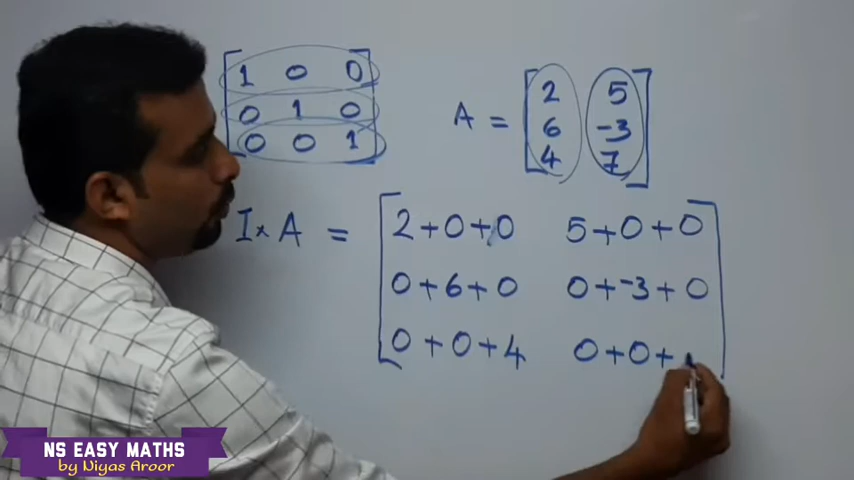 1 0 0
0 1 0
0 0 1
A = 2 5
6 -3
4 7
I × A = 2+0+0 5+0+0
0+6+0 0+-3+0
0+0+4 0+0+
NS EASY MATHS
by Niyas Aroor